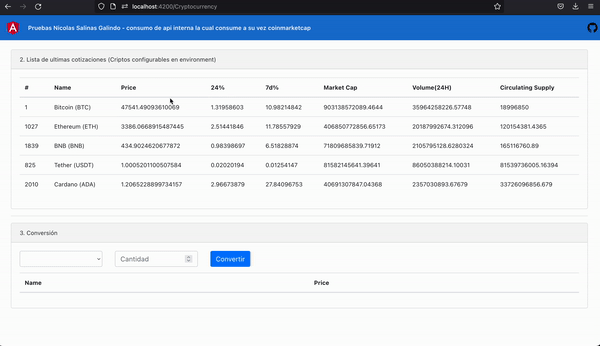 localhost:4200/Cryptocurrency
Pruebas Nicolas Salinas Galindo - consumo de api interna la cual consume a su vez coinmarketcap
2. Lista de ultimas cotizaciones (Criptos configurables en environment)
# Name Price 24% 7d% Market Cap Volume(24H) Circulating Supply
1 Bitcoin (BTC) 47541.49093610069 1.31958603 10.98214842 903138572089.4644 35964258226.57748 18996850
1027 Ethereum (ETH) 3386.0668915487445 2.51441846 11.78557929 406850772856.65173 20187992674.312096 120154381.4365
1839 BNB (BNB) 434.9024620677872 0.98398697 6.51828874 71809685839.71912 2105795128.6280324 165116760.89
825 Tether (USDT) 1.0005201100507584 0.02020194 0.01254147 81582145641.39641 86050388214.10031 81539736005.16394
2010 Cardano (ADA) 1.2065228899734157 2.96673879 27.84096753 40691307847.04368 2357030893.67679 33726096856.679
3. Conversión
Cantidad Convertir
Name Price